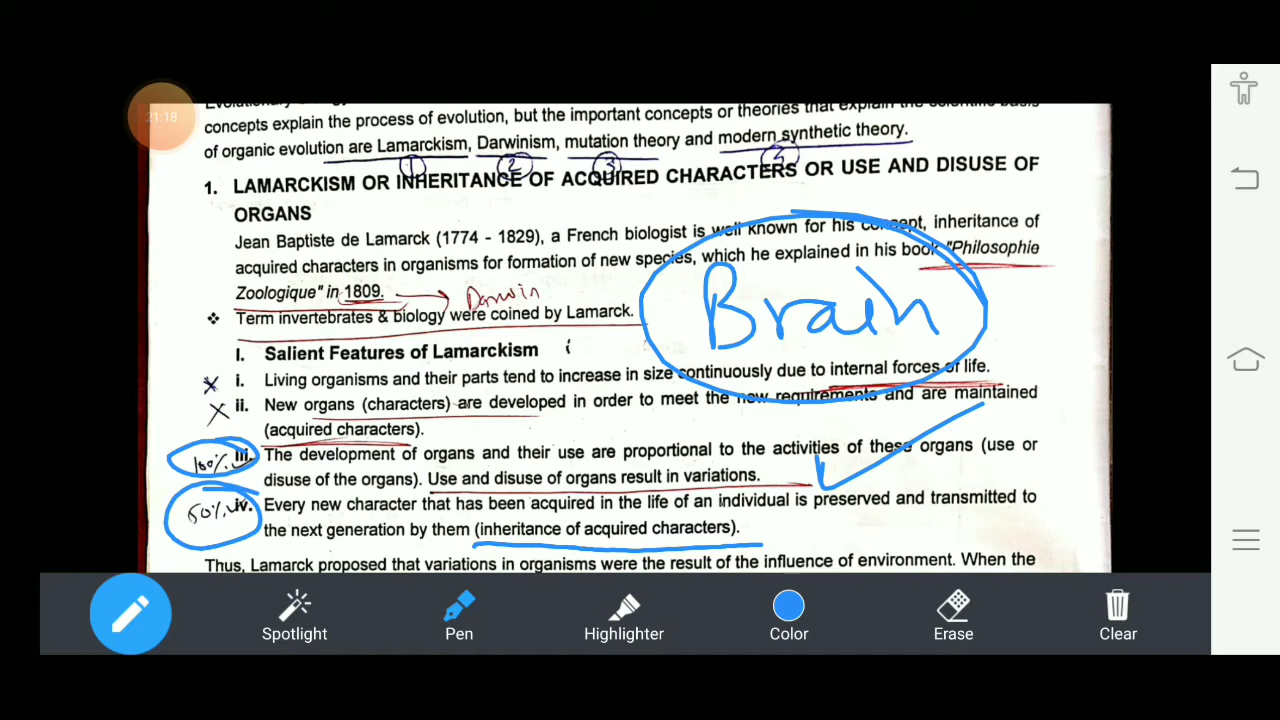 21:18
concepts explain the process of evolution, but the important concepts or theories that explain the scientific basis
of organic evolution are Lamarckism, Darwinism, mutation theory and modern synthetic theory.
1 2 3
1. LAMARCKISM OR INHERITANCE OF ACQUIRED CHARACTERS OR USE AND DISUSE OF
ORGANS
Jean Baptiste de Lamarck (1774 - 1829), a French biologist is well known for his concept, inheritance of
acquired characters in organisms for formation of new species, which he explained in his book "Philosophie
Zoologique" in 1809. Darwin
❖ Term invertebrates & biology were coined by Lamarck.
Brain
I. Salient Features of Lamarckism
i. Living organisms and their parts tend to increase in size continuously due to internal forces of life.
ii. New organs (characters) are developed in order to meet the new requirements and are maintained
(acquired characters).
100% iii. The development of organs and their use are proportional to the activities of these organs (use or
disuse of the organs). Use and disuse of organs result in variations.
50% iv. Every new character that has been acquired in the life of an individual is preserved and transmitted to
the next generation by them (inheritance of acquired characters).
Thus, Lamarck proposed that variations in organisms were the result of the influence of environment. When the
Spotlight Pen Highlighter Color Erase Clear